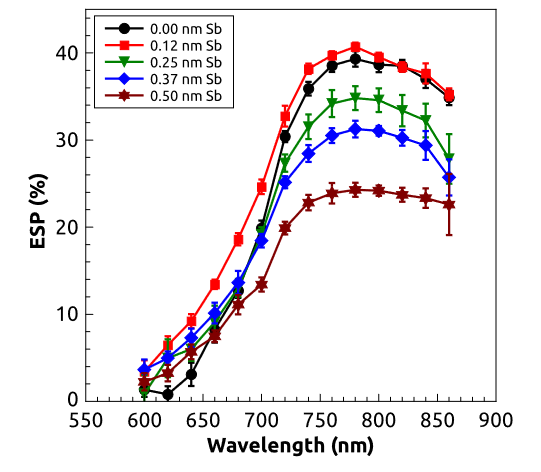 40
30
20
10
0
ESP (%)
0.00 nm Sb
0.12 nm Sb
0.25 nm Sb
0.37 nm Sb
0.50 nm Sb
550 600 650 700 750 800 850 900
Wavelength (nm)